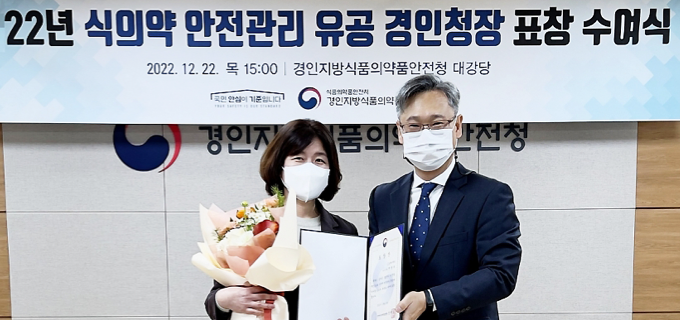 22년 식의약 안전관리 유공 경인청장 표창 수여식
2022. 12. 22. 목 15:00 | 경인지방식품의약품안전청 대강당
국민 안심이 기준입니다
식품의약품안전처
경인지방식품의약품
경인지방식품의약 안전청